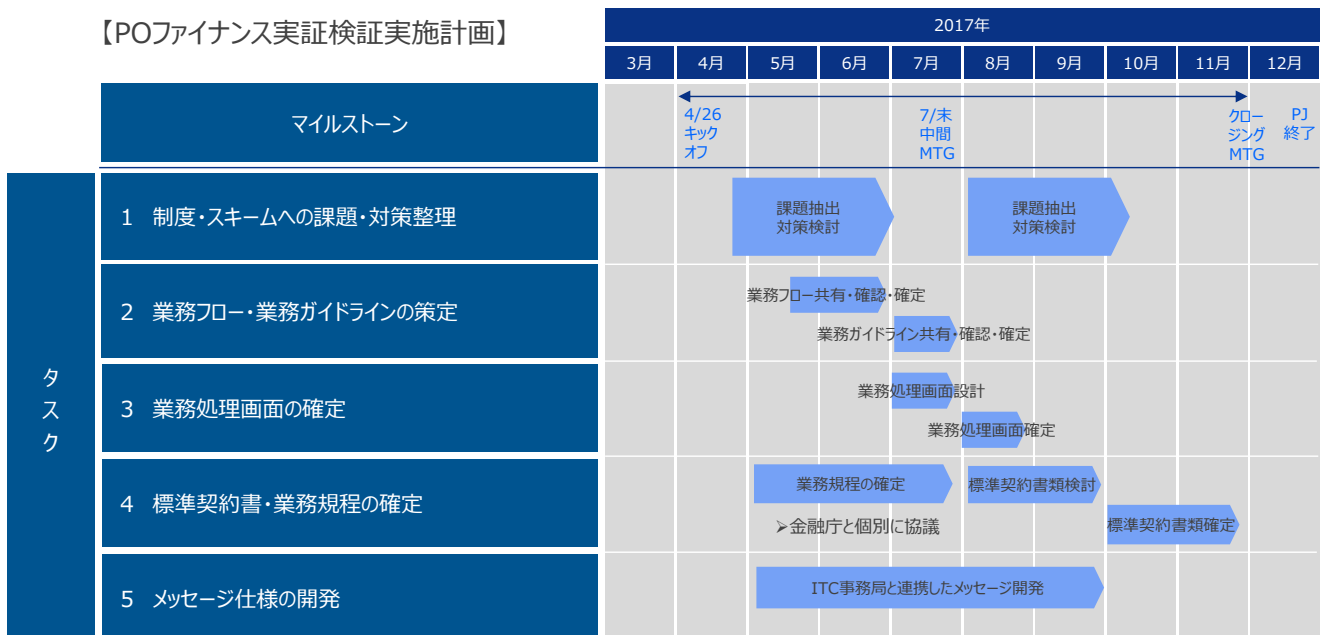 【POファイナンス実証検証実施計画】
2017年
3月
4月
5月
6月
7月
8月
9月
10月
11月
12月
マイルストーン
4/26
キック
オフ
7/末
中間
MTG
クロー
ジング
MTG
PJ
終了
タスク
1 制度・スキームへの課題・対策整理
課題抽出
対策検討
課題抽出
対策検討
2 業務フロー・業務ガイドラインの策定
業務フロー共有・確認・確定
業務ガイドライン共有・確認・確定
3 業務処理画面の確定
業務処理画面設計
業務処理画面確定
4 標準契約書・業務規程の確定
業務規程の確定
標準契約書類検討
➢金融庁と個別に協議
標準契約書類確定
5 メッセージ仕様の開発
ITC事務局と連携したメッセージ開発